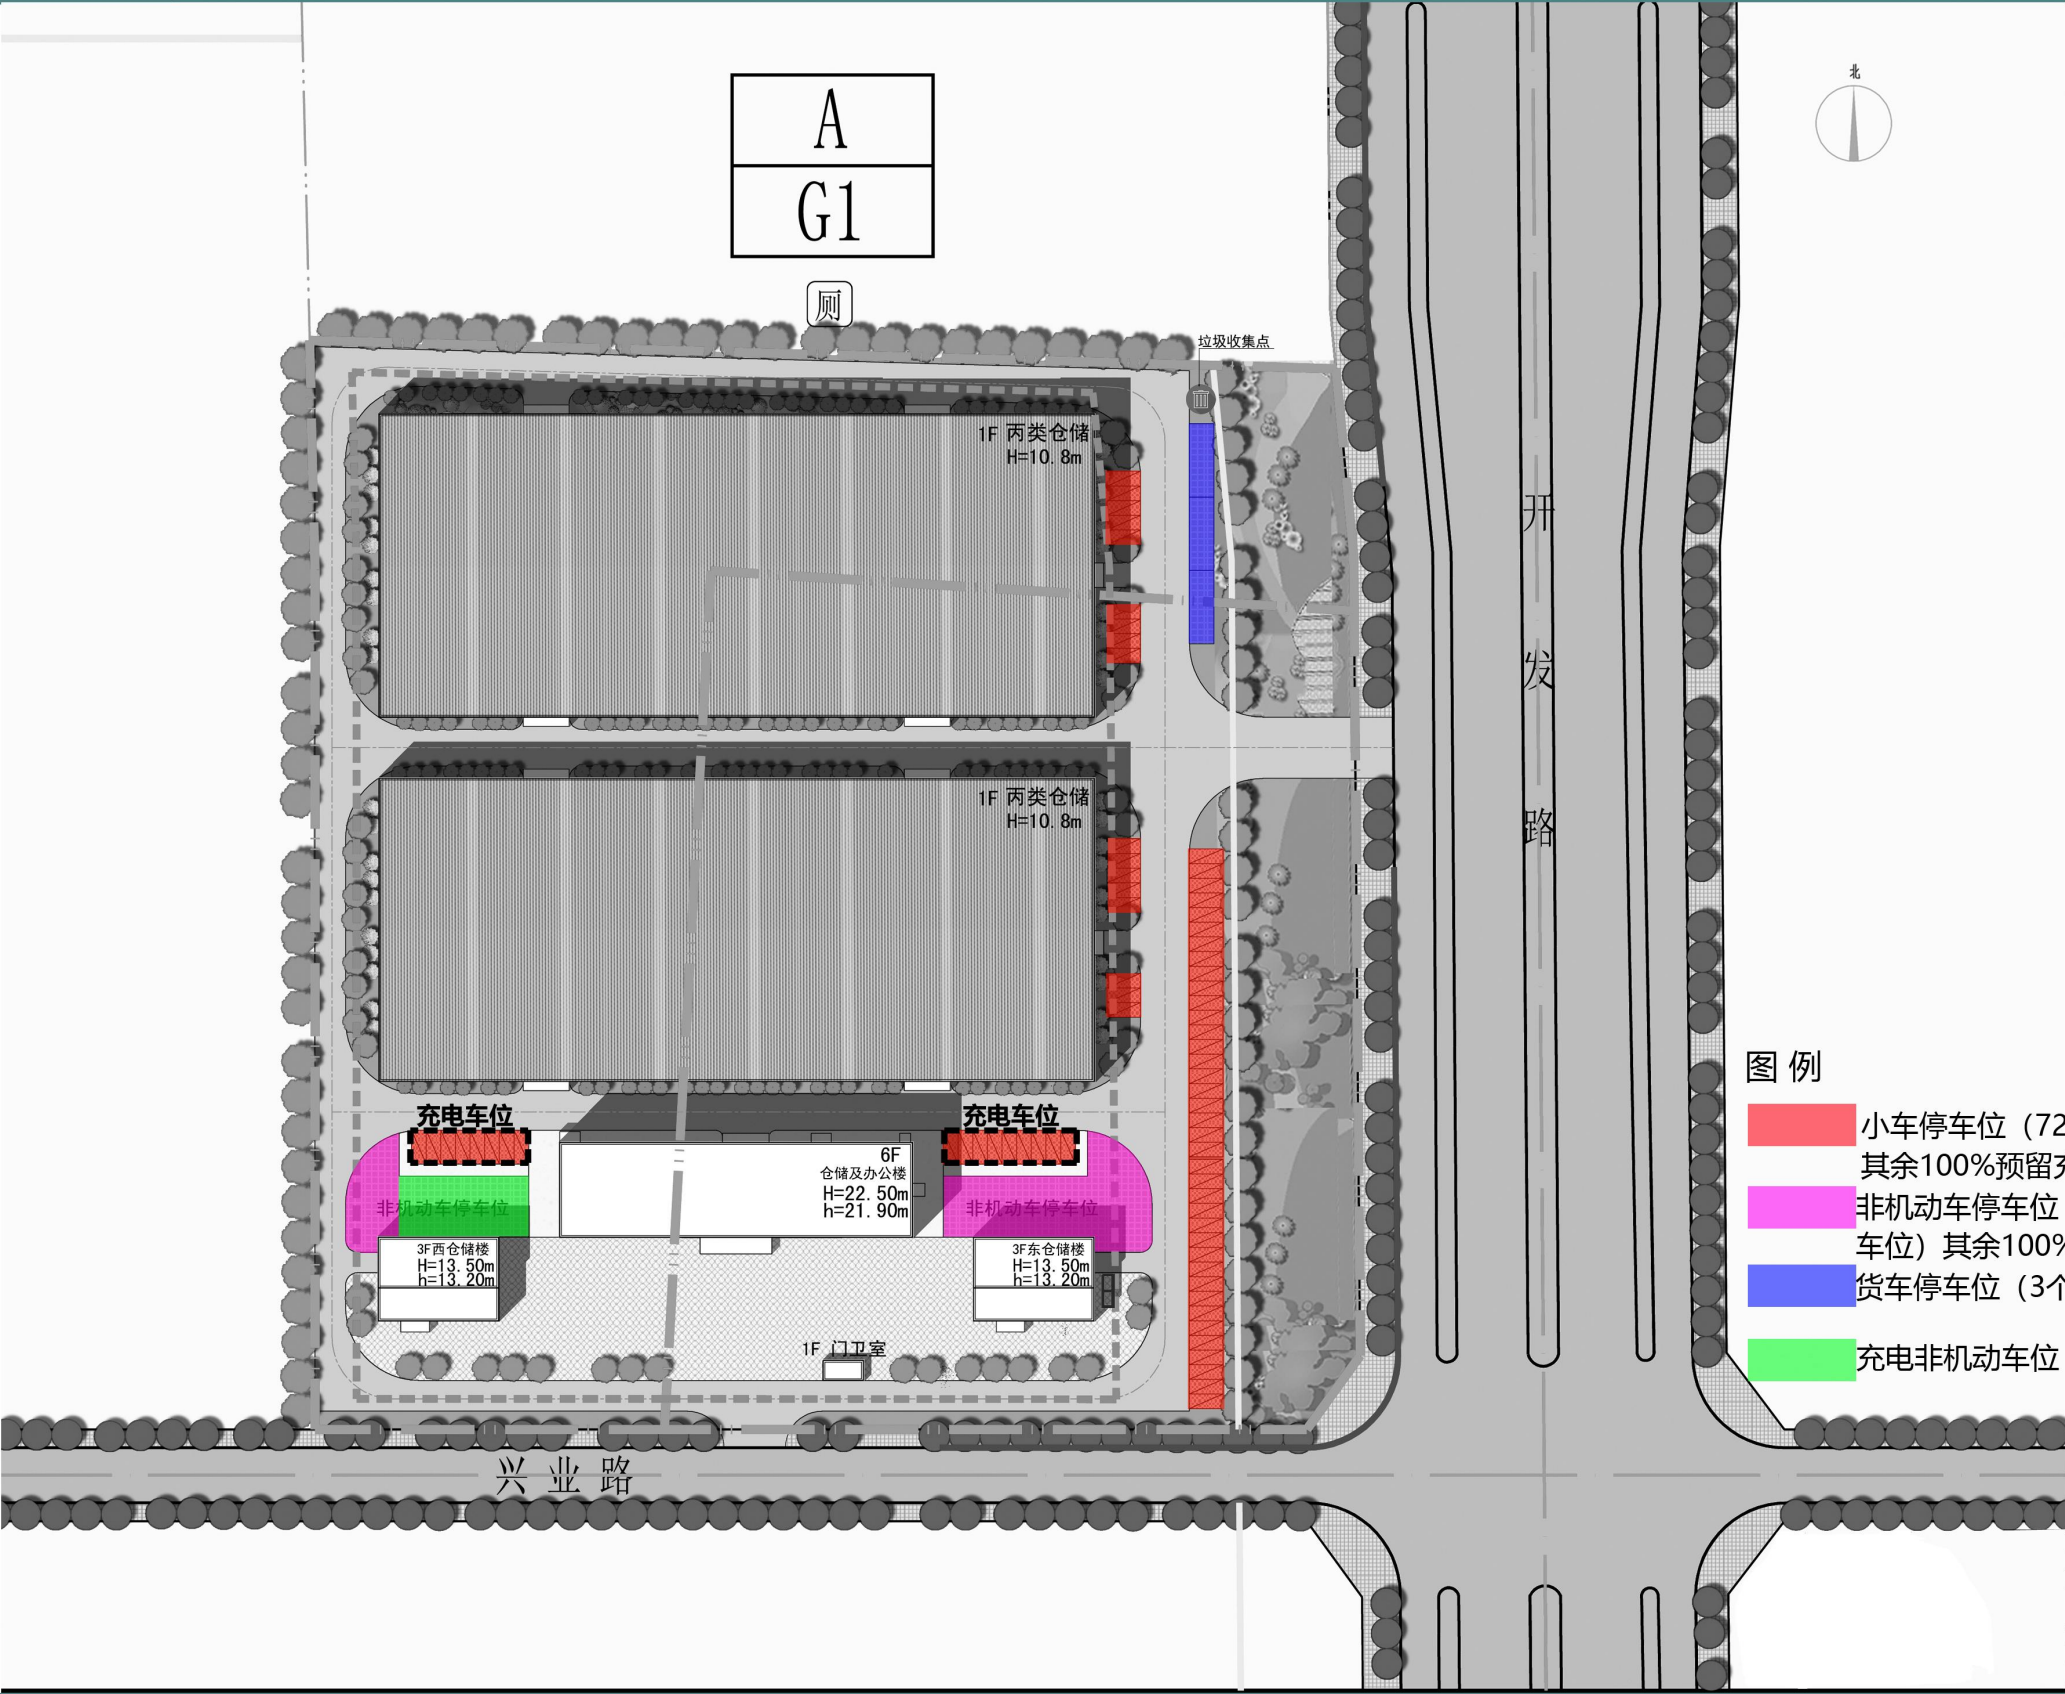 A
G1
北
厕
垃圾收集点
1F 丙类仓储
H=10.8m
开发路
1F 丙类仓储
H=10.8m
充电车位
充电车位
6F
仓储及办公楼
H=22.50m
h=21.90m
非机动车停车位
非机动车停车位
3F西仓储楼
H=13.50m
h=13.20m
3F东仓储楼
H=13.50m
h=13.20m
1F 门卫室
兴业路
图例
小车停车位（72
其余100%预留充
非机动车停车位
车位）其余100%
货车停车位（3个
充电非机动车位